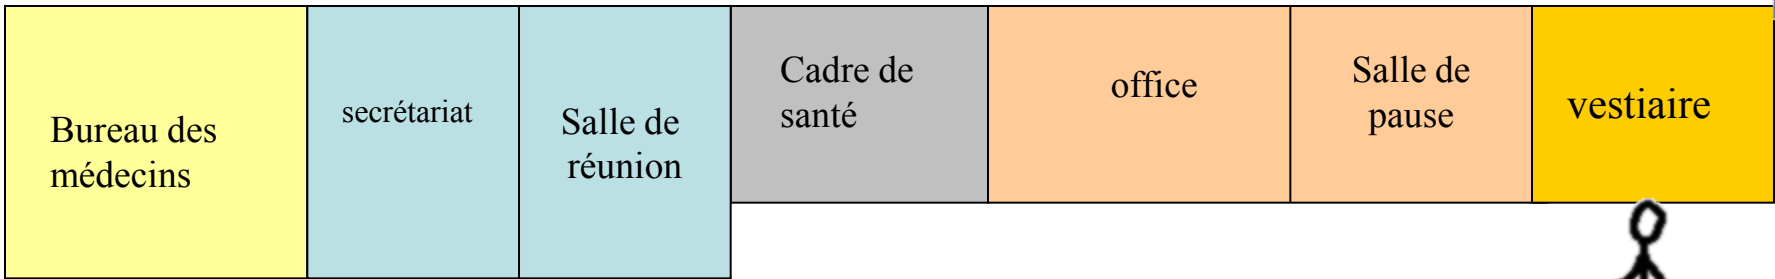 Bureau des
médecins
secrétariat
Salle de
réunion
Cadre de
santé
office
Salle de
pause
vestiaire